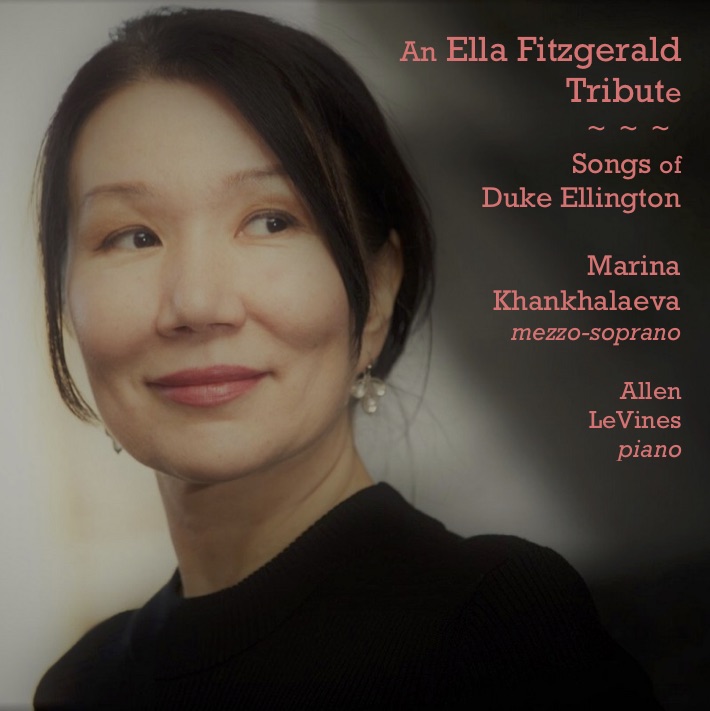 An Ella Fitzgerald
Tribute
~ ~ ~
Songs of
Duke Ellington
Marina
Khankhalaeva
mezzo-soprano
Allen
LeVines
piano